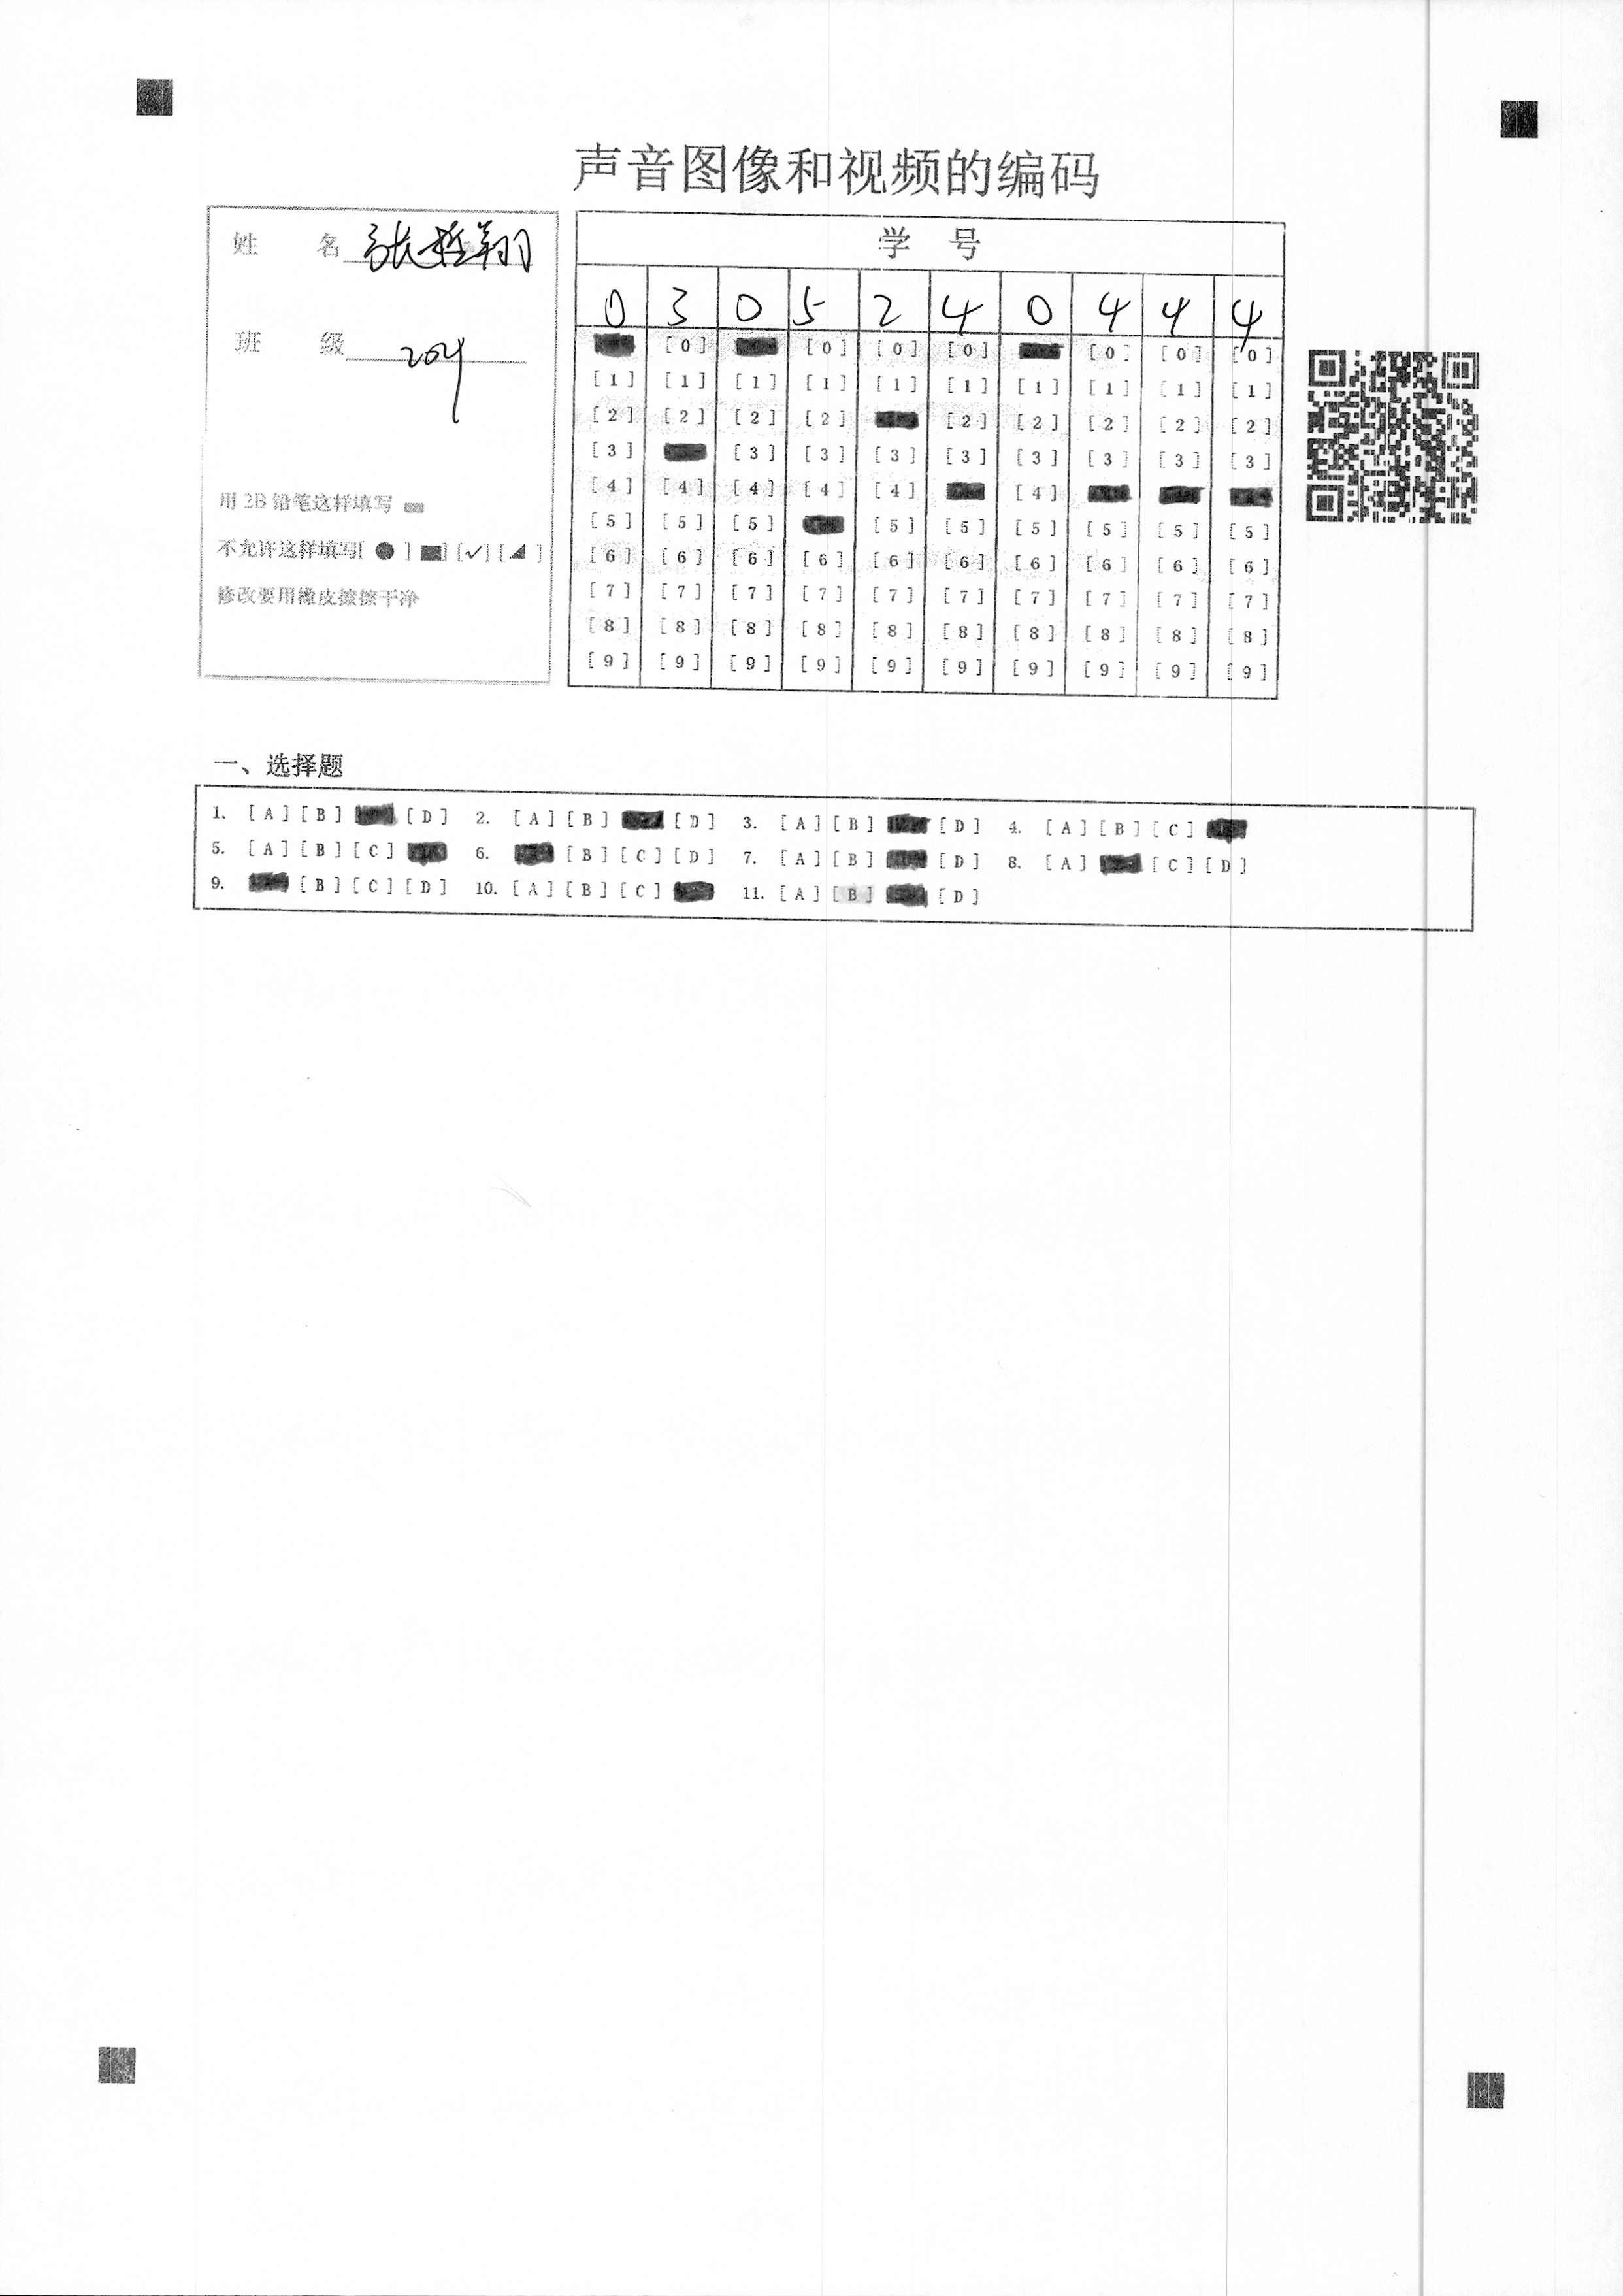 声音图像和视频的编码
姓 名 张哲翔
班 级 204
用 2B 铅笔这样填写
不允许这样填写[ ● ] ■] [✓] [◢ ]
修改要用橡皮擦擦干净
学 号
0 3 0 5 2 4 0 4 4 4
[0] [0] [0] [0] [0] [0] [0]
[1] [1] [1] [1] [1] [1] [1] [1] [1] [1]
[2] [2] [2] [2] [2] [2] [2] [2] [2]
[3] [3] [3] [3] [3] [3] [3] [3] [3]
[4] [4] [4] [4] [4] [4]
[5] [5] [5] [5] [5] [5] [5] [5] [5]
[6] [6] [6] [6] [6] [6] [6] [6] [6] [6]
[7] [7] [7] [7] [7] [7] [7] [7] [7] [7]
[8] [8] [8] [8] [8] [8] [8] [8] [8] [8]
[9] [9] [9] [9] [9] [9] [9] [9] [9] [9]
一、选择题
1. [A] [B] [D] 2. [A] [B] [D] 3. [A] [B] [D] 4. [A] [B] [C]
5. [A] [B] [C] 6. [B] [C] [D] 7. [A] [B] [D] 8. [A] [C] [D]
9. [B] [C] [D] 10. [A] [B] [C] 11. [A] [B] [D]